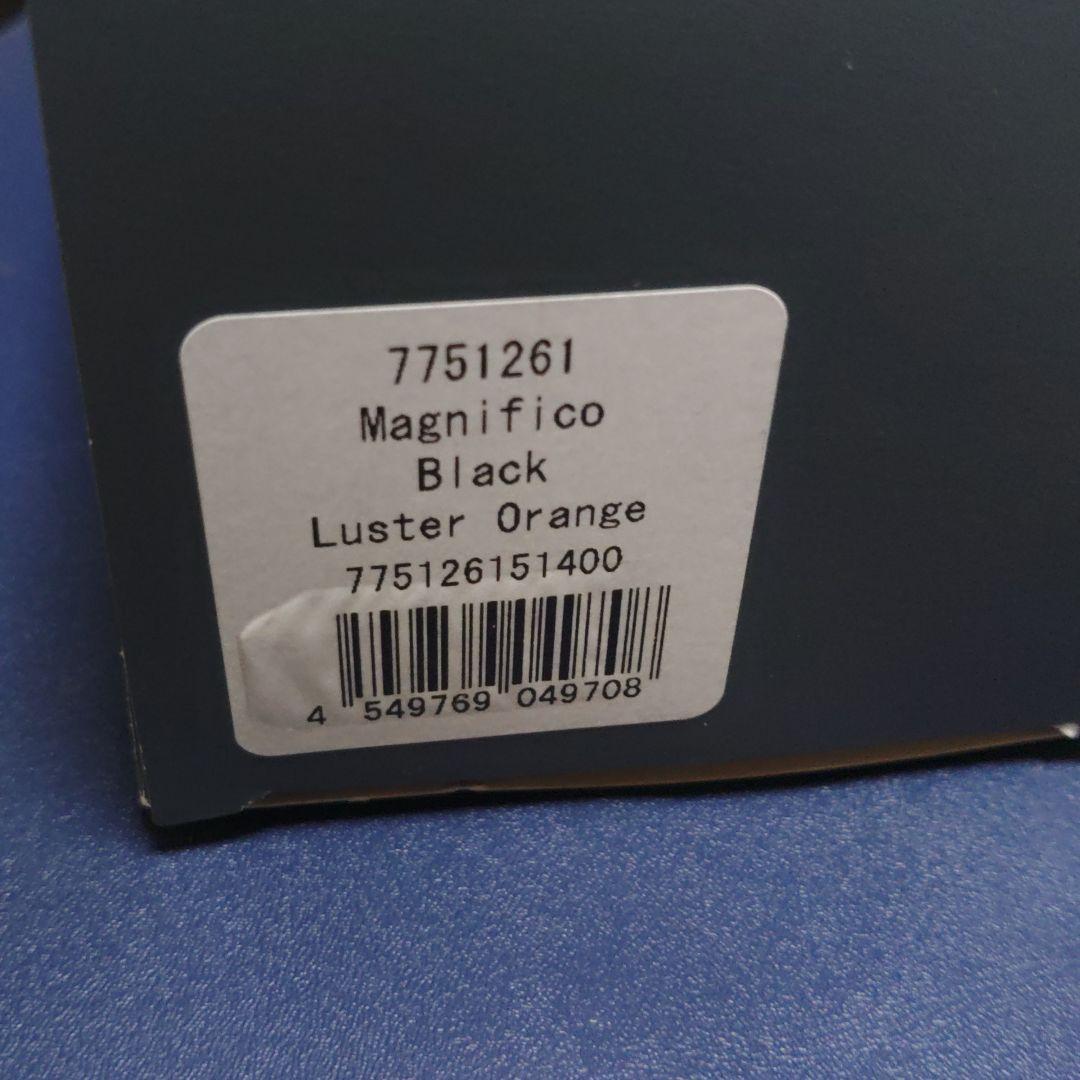 7751261
Magnifico
Black
Luster Orange
775126151400
4 549769 049708